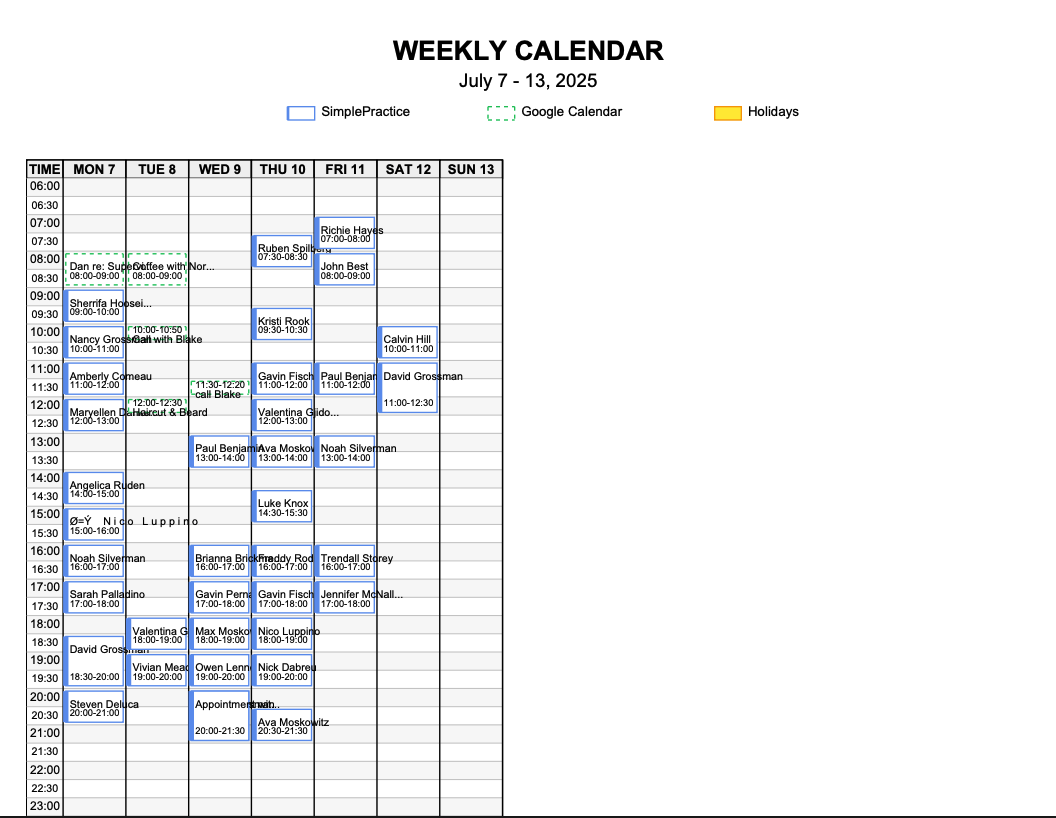 WEEKLY CALENDAR
July 7 - 13, 2025
SimplePractice Google Calendar Holidays
TIME MON 7 TUE 8 WED 9 THU 10 FRI 11 SAT 12 SUN 13
06:00
06:30
07:00
Richie Hayes
07:00-08:00
07:30
Ruben Spilberg
07:30-08:30
08:00
Dan re: Supervi... Coffee with Nor... John Best
08:00-09:00 08:00-09:00 08:00-09:00
08:30
09:00
Sherrifa Hoosei...
09:00-10:00
09:30
Kristi Rook
09:30-10:30
10:00
10:00-10:50
Nancy Grossman Call with Blake Calvin Hill
10:00-11:00 10:00-11:00
10:30
11:00
Amberly Comeau Gavin Fisch Paul Benjam David Grossman
11:00-12:00 11:00-12:00 11:00-12:00
11:30
11:30-12:20
call Blake
11:00-12:30
12:00
12:00-12:30
Maryellen Da Haircut & Beard Valentina Glido...
12:00-13:00 12:00-13:00
12:30
13:00
Paul Benjamin Ava Moskow Noah Silverman
13:00-14:00 13:00-14:00 13:00-14:00
13:30
14:00
Angelica Ruden
14:00-15:00
14:30
Luke Knox
14:30-15:30
15:00
Ø=Ý Nico Luppino
15:00-16:00
15:30
16:00
Noah Silverman Brianna Brickma... Freddy Rod Trendall Storey
16:00-17:00 16:00-17:00 16:00-17:00 16:00-17:00
16:30
17:00
Sarah Palladino Gavin Perna Gavin Fisch Jennifer McNall...
17:00-18:00 17:00-18:00 17:00-18:00 17:00-18:00
17:30
18:00
Valentina G Max Moskow Nico Luppino
18:00-19:00 18:00-19:00 18:00-19:00
18:30
David Grossman
18:30-20:00
19:00
Vivian Mead Owen Lenn Nick Dabreu
19:00-20:00 19:00-20:00 19:00-20:00
19:30
20:00
Steven Deluca Appointment
20:00-21:00 20:00-21:30
20:30
Ava Moskowitz
20:30-21:30
21:00
21:30
22:00
22:30
23:00